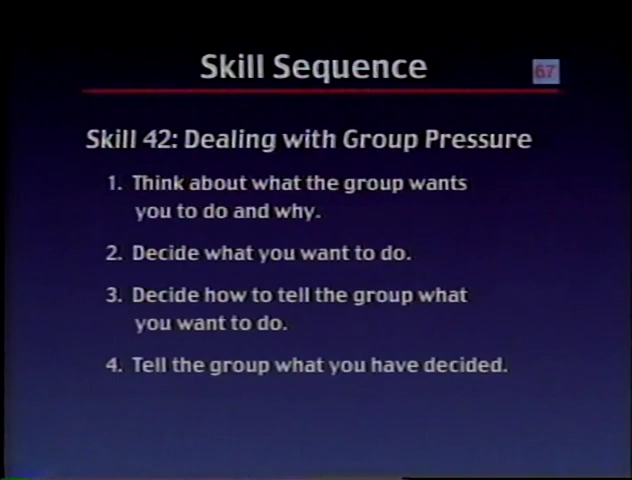 Skill Sequence
67
Skill 42: Dealing with Group Pressure
1. Think about what the group wants
you to do and why.
2. Decide what you want to do.
3. Decide how to tell the group what
you want to do.
4. Tell the group what you have decided.